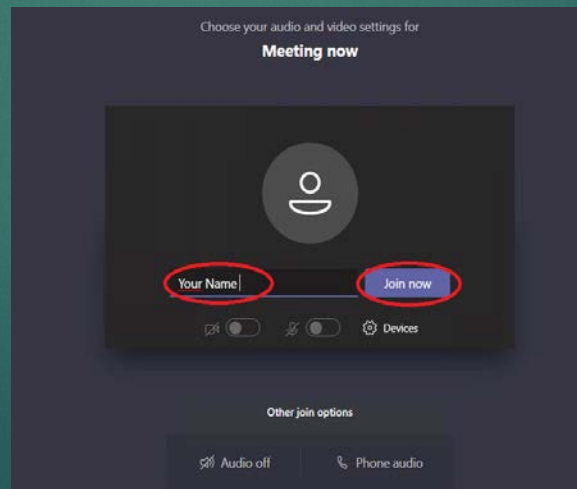 Choose your audio and video settings for
Meeting now
Your Name
Join now
Devices
Other join options
Audio off
Phone audio